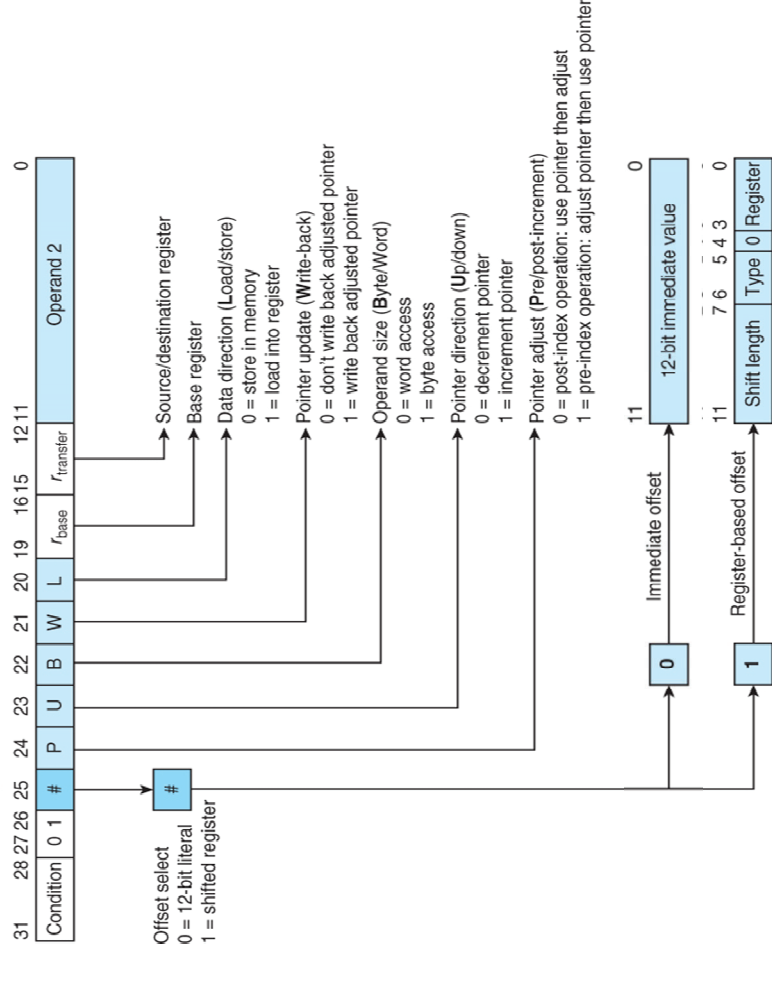 31 28 27 26 25 24 23 22 21 20 19 16 15 12 11 0
Condition 0 1 # P U B W L rbase rtransfer Operand 2
Offset select
0 = 12-bit literal
1 = shifted register
#
Source/destination register
Base register
Data direction (Load/store)
0 = store in memory
1 = load into register
Pointer update (Write-back)
0 = don't write back adjusted pointer
1 = write back adjusted pointer
Operand size (Byte/Word)
0 = word access
1 = byte access
Pointer direction (Up/down)
0 = decrement pointer
1 = increment pointer
Pointer adjust (Pre/post-increment)
0 = post-index operation: use pointer then adjust
1 = pre-index operation: adjust pointer then use pointer
11 0
0 Immediate offset 12-bit immediate value
11 7 6 5 4 3 0
1 Register-based offset Shift length Type 0 Register